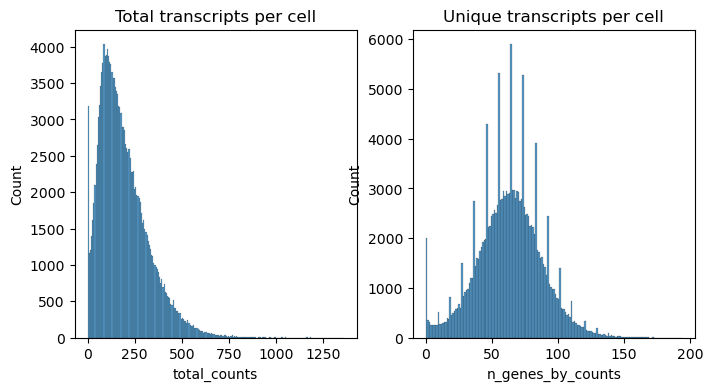 Total transcripts per cell
Count
4000
3500
3000
2500
2000
1500
1000
500
0
0 250 500 750 1000 1250
total_counts
Unique transcripts per cell
Count
6000
5000
4000
3000
2000
1000
0
0 50 100 150 200
n_genes_by_counts